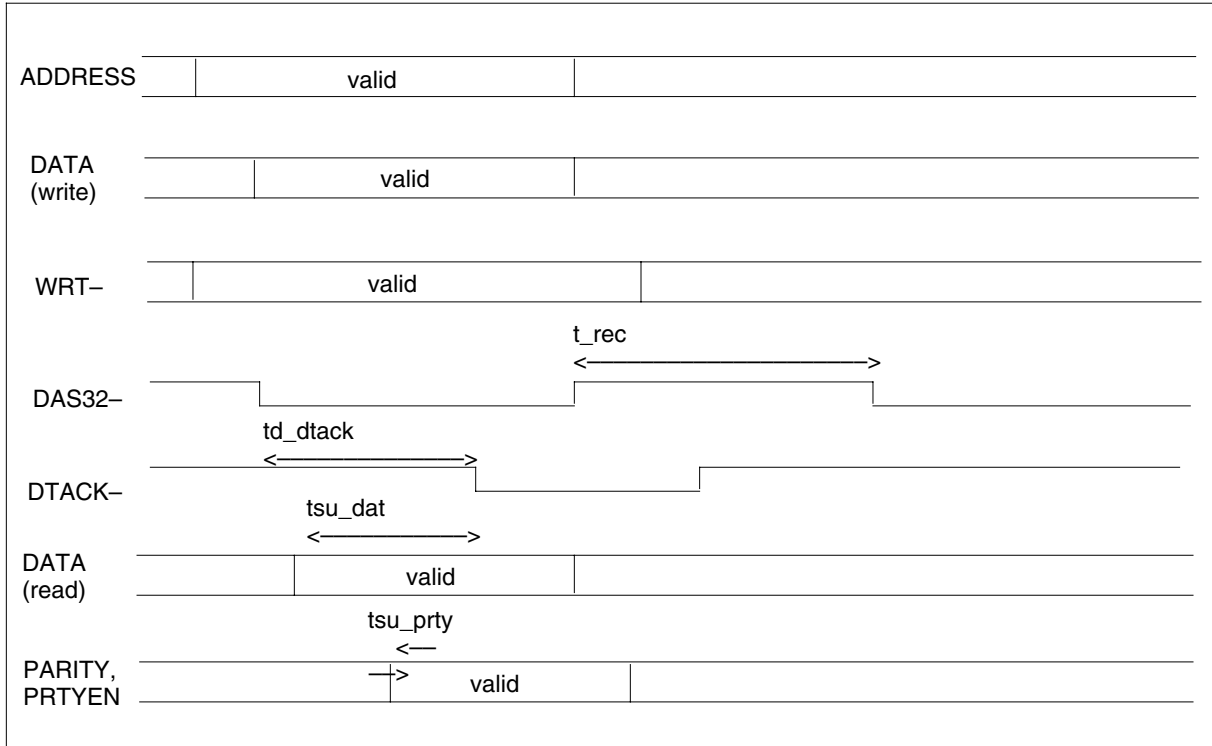 ADDRESS
valid
DATA
(write)
valid
WRT–
valid
t_rec
DAS32–
td_dtack
DTACK–
tsu_dat
DATA
(read)
valid
tsu_prty
PARITY,
PRTYEN
valid